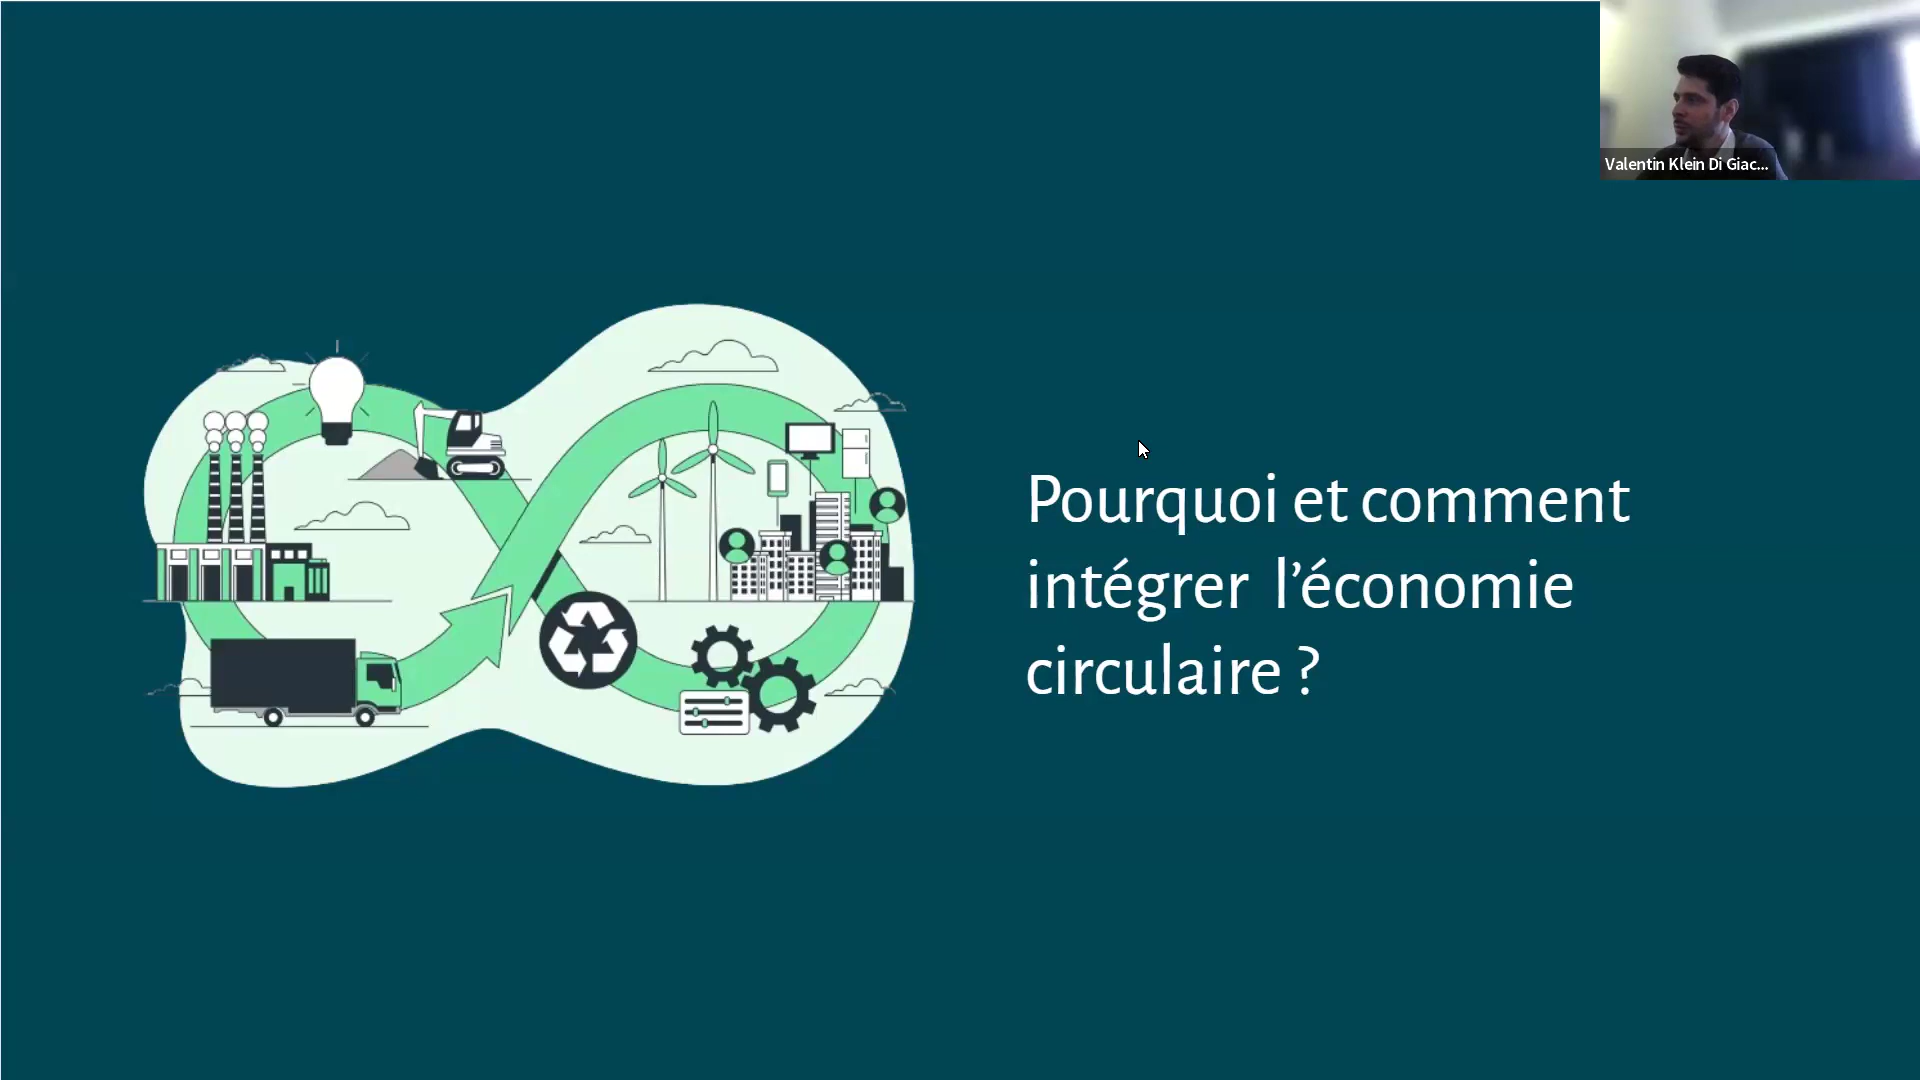 Valentin Klein Di Giac...
Pourquoi et comment
intégrer l’économie
circulaire ?